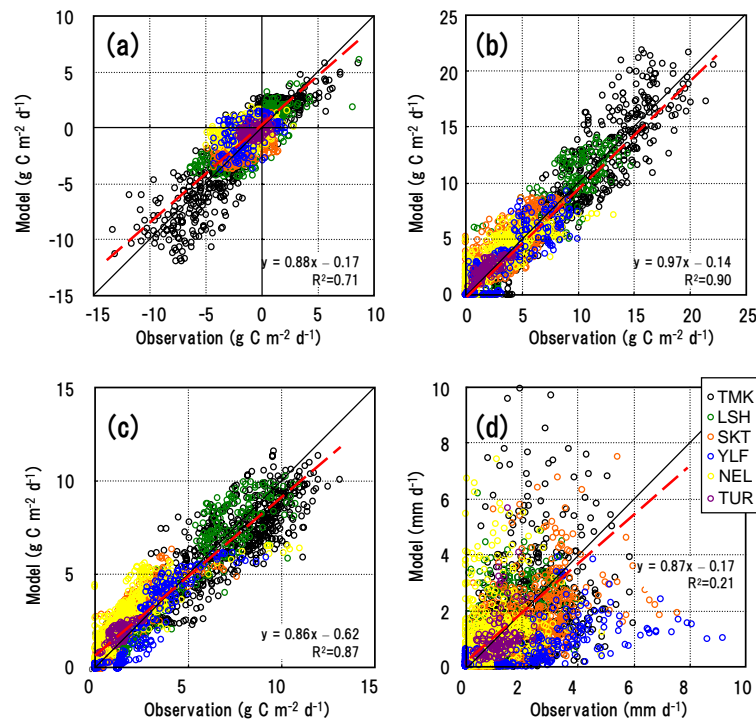 (a)
10
5
0
-5
-10
-15
Model (g C m-2 d-1)
y = 0.88x – 0.17
R2=0.71
-15 -10 -5 0 5 10
Observation (g C m-2 d-1)
(b)
25
20
15
10
5
0
Model (g C m-2 d-1)
y = 0.97x – 0.14
R2=0.90
0 5 10 15 20 25
Observation (g C m-2 d-1)
(c)
15
10
5
0
Model (g C m-2 d-1)
y = 0.86x – 0.62
R2=0.87
0 5 10 15
Observation (g C m-2 d-1)
(d)
10
8
6
4
2
0
Model (mm d-1)
TMK
LSH
SKT
YLF
NEL
TUR
y = 0.87x – 0.17
R2=0.21
0 2 4 6 8 10
Observation (mm d-1)